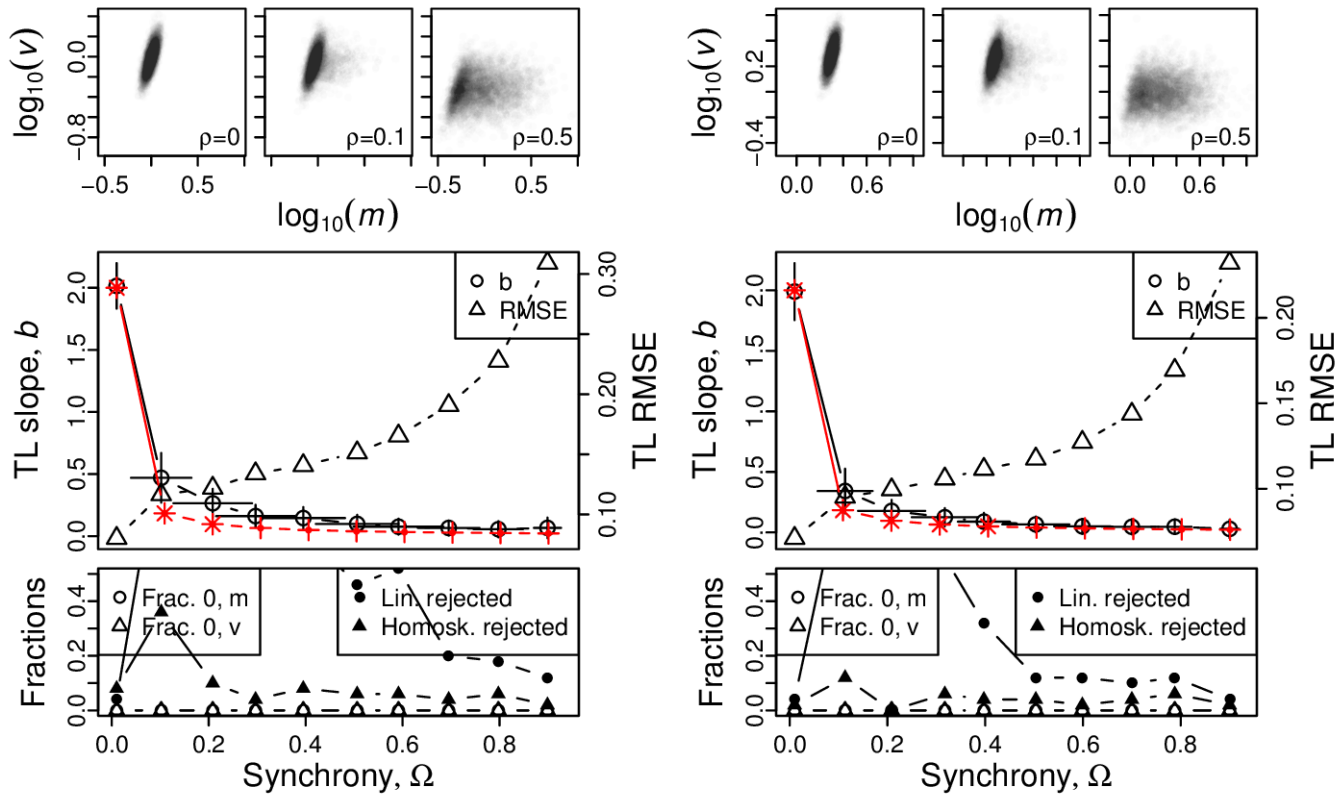 log₁₀(v)
0.0
−0.8
ρ=0
ρ=0.1
ρ=0.5
−0.5
0.5
−0.5
0.5
log₁₀(m)
log₁₀(v)
0.2
−0.4
ρ=0
ρ=0.1
ρ=0.5
0.0
0.6
0.0
0.6
log₁₀(m)
TL slope, b
2.0
1.5
1.0
0.5
0.0
b
RMSE
0.30
0.20
0.10
TL RMSE
TL slope, b
2.0
1.5
1.0
0.5
0.0
b
RMSE
0.20
0.15
0.10
TL RMSE
Fractions
0.4
0.2
0.0
Frac. 0, m
Frac. 0, v
Lin. rejected
Homosk. rejected
0.0 0.2 0.4 0.6 0.8
Synchrony, Ω
Fractions
0.4
0.2
0.0
Frac. 0, m
Frac. 0, v
Lin. rejected
Homosk. rejected
0.0 0.2 0.4 0.6 0.8
Synchrony, Ω